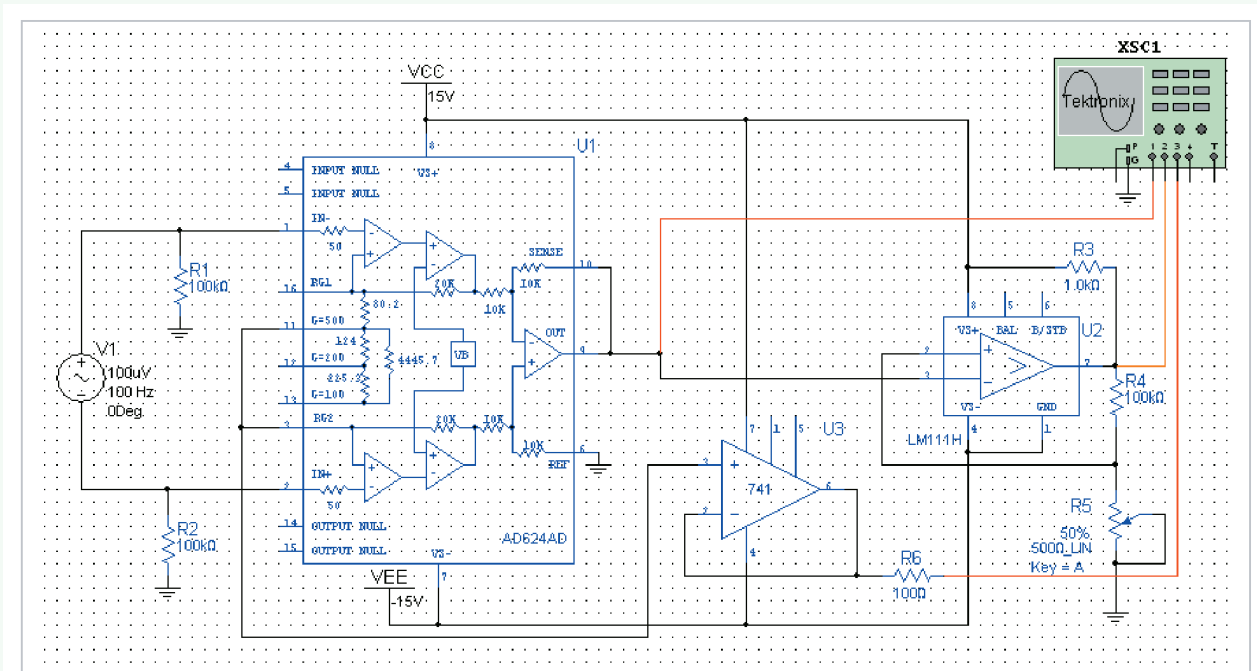 XSC1
Tektronix
P
G
1 2 3 4
T
VCC
15V
8
U1
4
INPUT NULL
VS+
5
INPUT NULL
1
IN-
50
R1
100kΩ
SENSE
10
10K
16
RG1
20K
10K
80.2
11
G=500
124
12
G=200
4445.7
VB
OUT
9
225.3
13
G=100
3
RG2
20K
10K
10K
6
REF
IN+
2
50
R2
100kΩ
14
OUTPUT NULL
AD624AD
15
OUTPUT NULL
VS-
7
VEE
-15V
V1
100uV
100 Hz
0Deg
R3
1.0kΩ
8
5
6
U2
VS+
BAL
B/STB
2
3
7
VS-
GND
LM111H
4
1
R4
100kΩ
7
1
5
U3
3
741
6
2
4
R5
50%
500Ω_LIN
Key = A
R6
100Ω